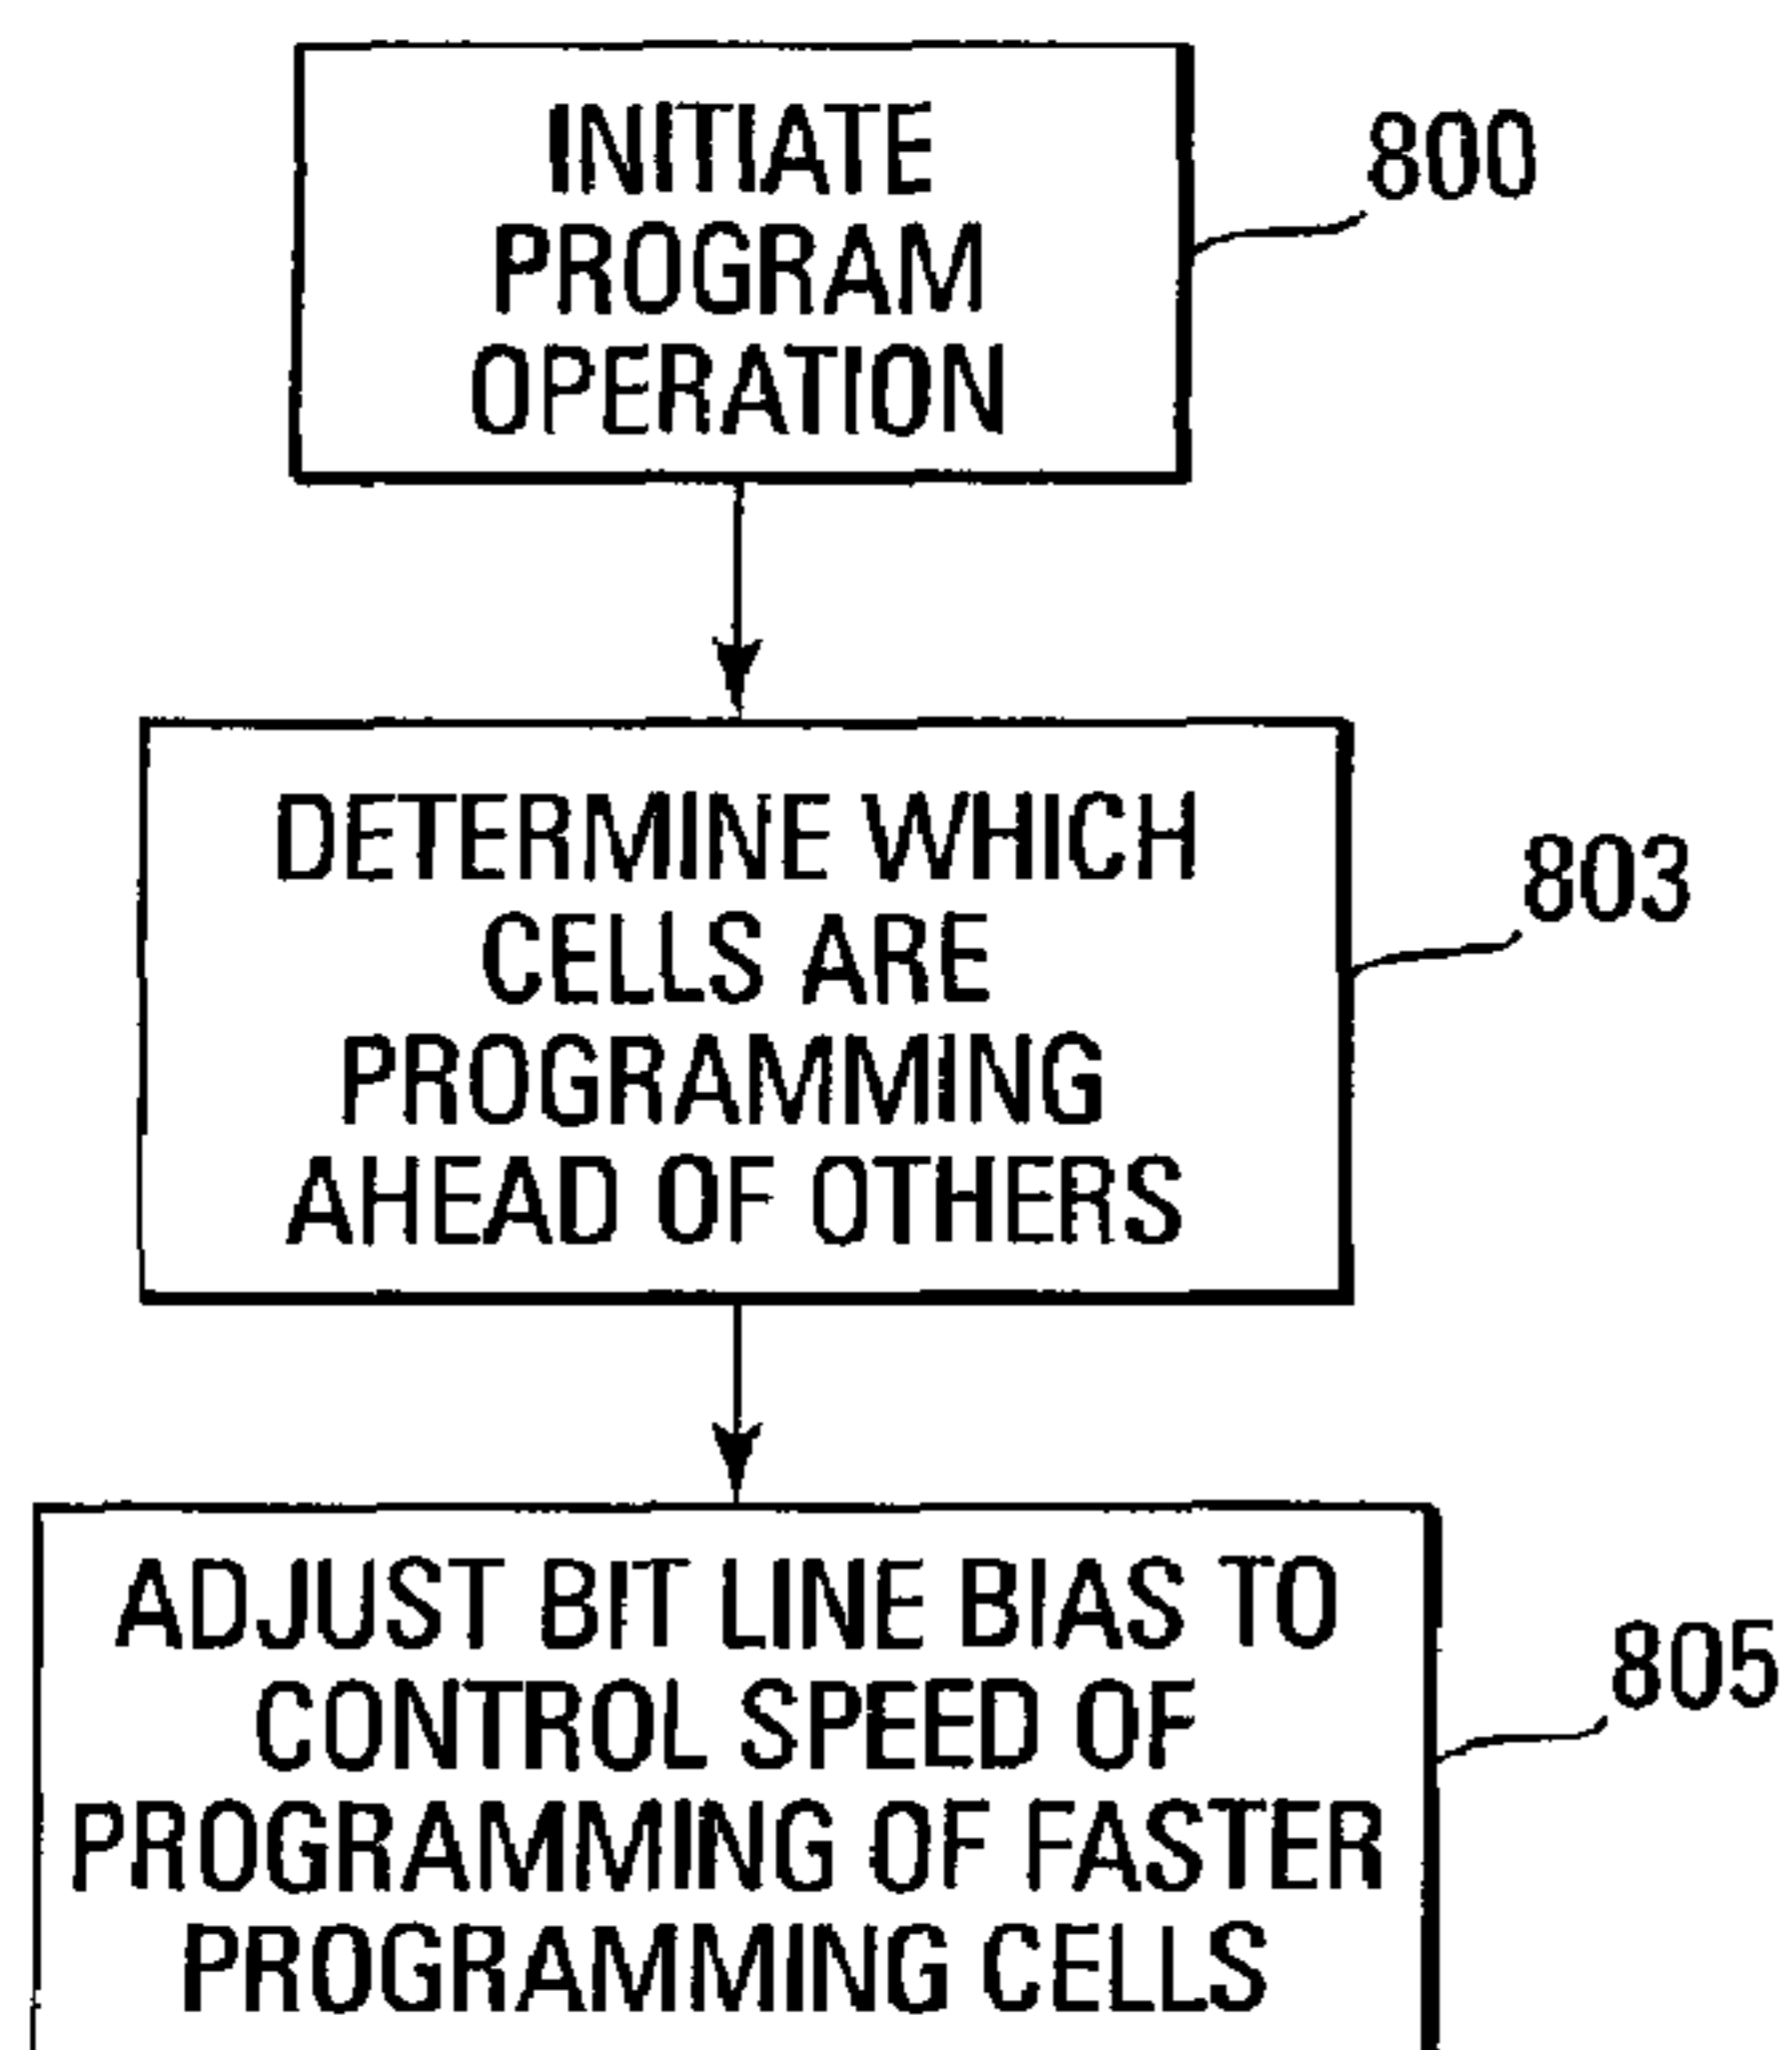 INITIATE
PROGRAM
OPERATION
800
DETERMINE WHICH
CELLS ARE
PROGRAMMING
AHEAD OF OTHERS
803
ADJUST BIT LINE BIAS TO
CONTROL SPEED OF
PROGRAMMING OF FASTER
PROGRAMMING CELLS
805